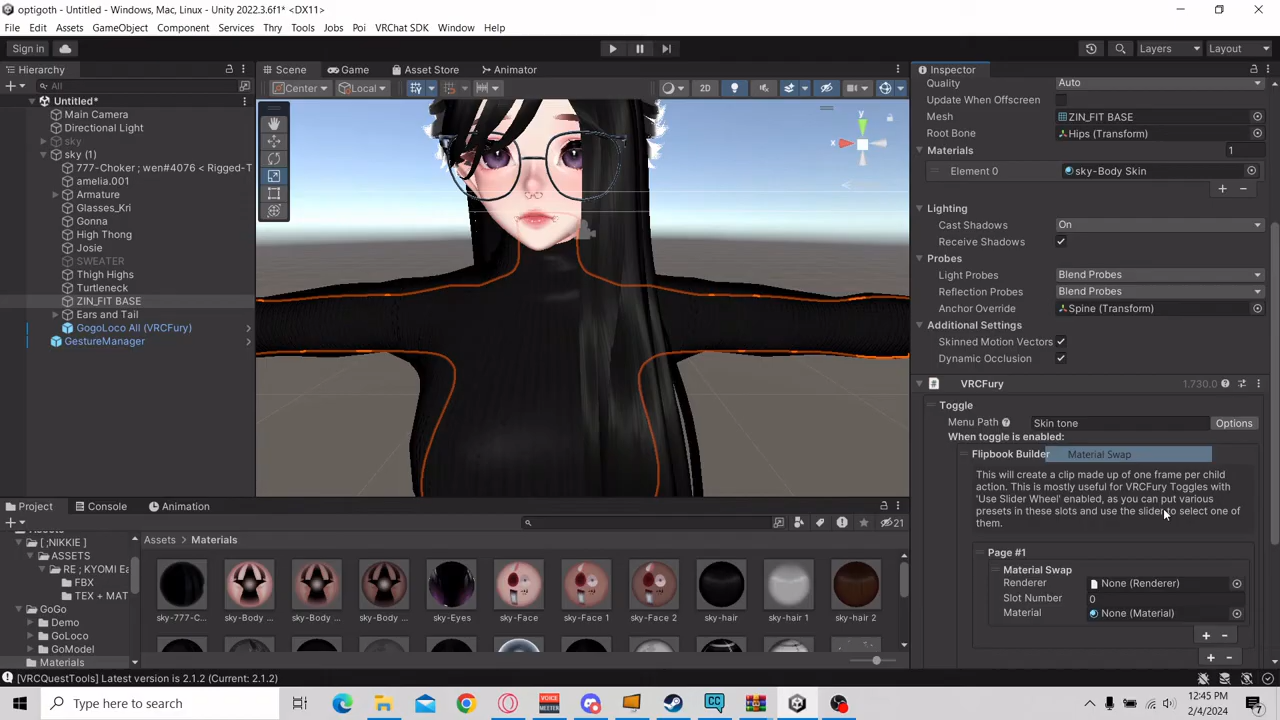 optigoth - Untitled - Windows, Mac, Linux - Unity 2022.3.6f1* <DX11>
File Edit Assets GameObject Component Services Thry Tools Jobs Poi VRChat SDK Window Help
Sign in
Layers Layout
Hierarchy
Scene Game Asset Store Animator
Inspector
All
Center Local 2D
Untitled*
Main Camera
Directional Light
sky
sky (1)
777-Choker ; wen#4076 < Rigged-T
amelia.001
Armature
Glasses_Kri
Gonna
High Thong
Josie
SWEATER
Thigh Highs
Turtleneck
ZIN_FIT BASE
Ears and Tail
GogoLoco All (VRCFury)
GestureManager
y
x
Quality Auto
Update When Offscreen
Mesh ZIN_FIT BASE
Root Bone Hips (Transform)
Materials 1
Element 0 sky-Body Skin
Lighting
Cast Shadows On
Receive Shadows
Probes
Light Probes Blend Probes
Reflection Probes Blend Probes
Anchor Override Spine (Transform)
Additional Settings
Skinned Motion Vectors
Dynamic Occlusion
VRCFury 1.730.0
Toggle
Menu Path Skin tone Options
When toggle is enabled:
Flipbook Builder Material Swap
This will create a clip made up of one frame per child
action. This is mostly useful for VRCFury Toggles with
'Use Slider Wheel' enabled, as you can put various
presets in these slots and use the slider to select one of
them.
Page #1
Material Swap
Renderer None (Renderer)
Slot Number 0
Material None (Material)
Project Console Animation
21
[ ;NIKKIE ]
ASSETS
RE ; KYOMI Ea
FBX
TEX + MAT
GoGo
Demo
GoLoco
GoModel
Materials
Assets > Materials
sky-777-C... sky-Body ... sky-Body ... sky-Body ... sky-Eyes sky-Face sky-Face 1 sky-Face 2 sky-hair sky-hair 1 sky-hair 2
[VRCQuestTools] Latest version is 2.1.2 (Current: 2.1.2)
Type here to search
VOICE
MEETER
CC
12:45 PM
2/4/2024